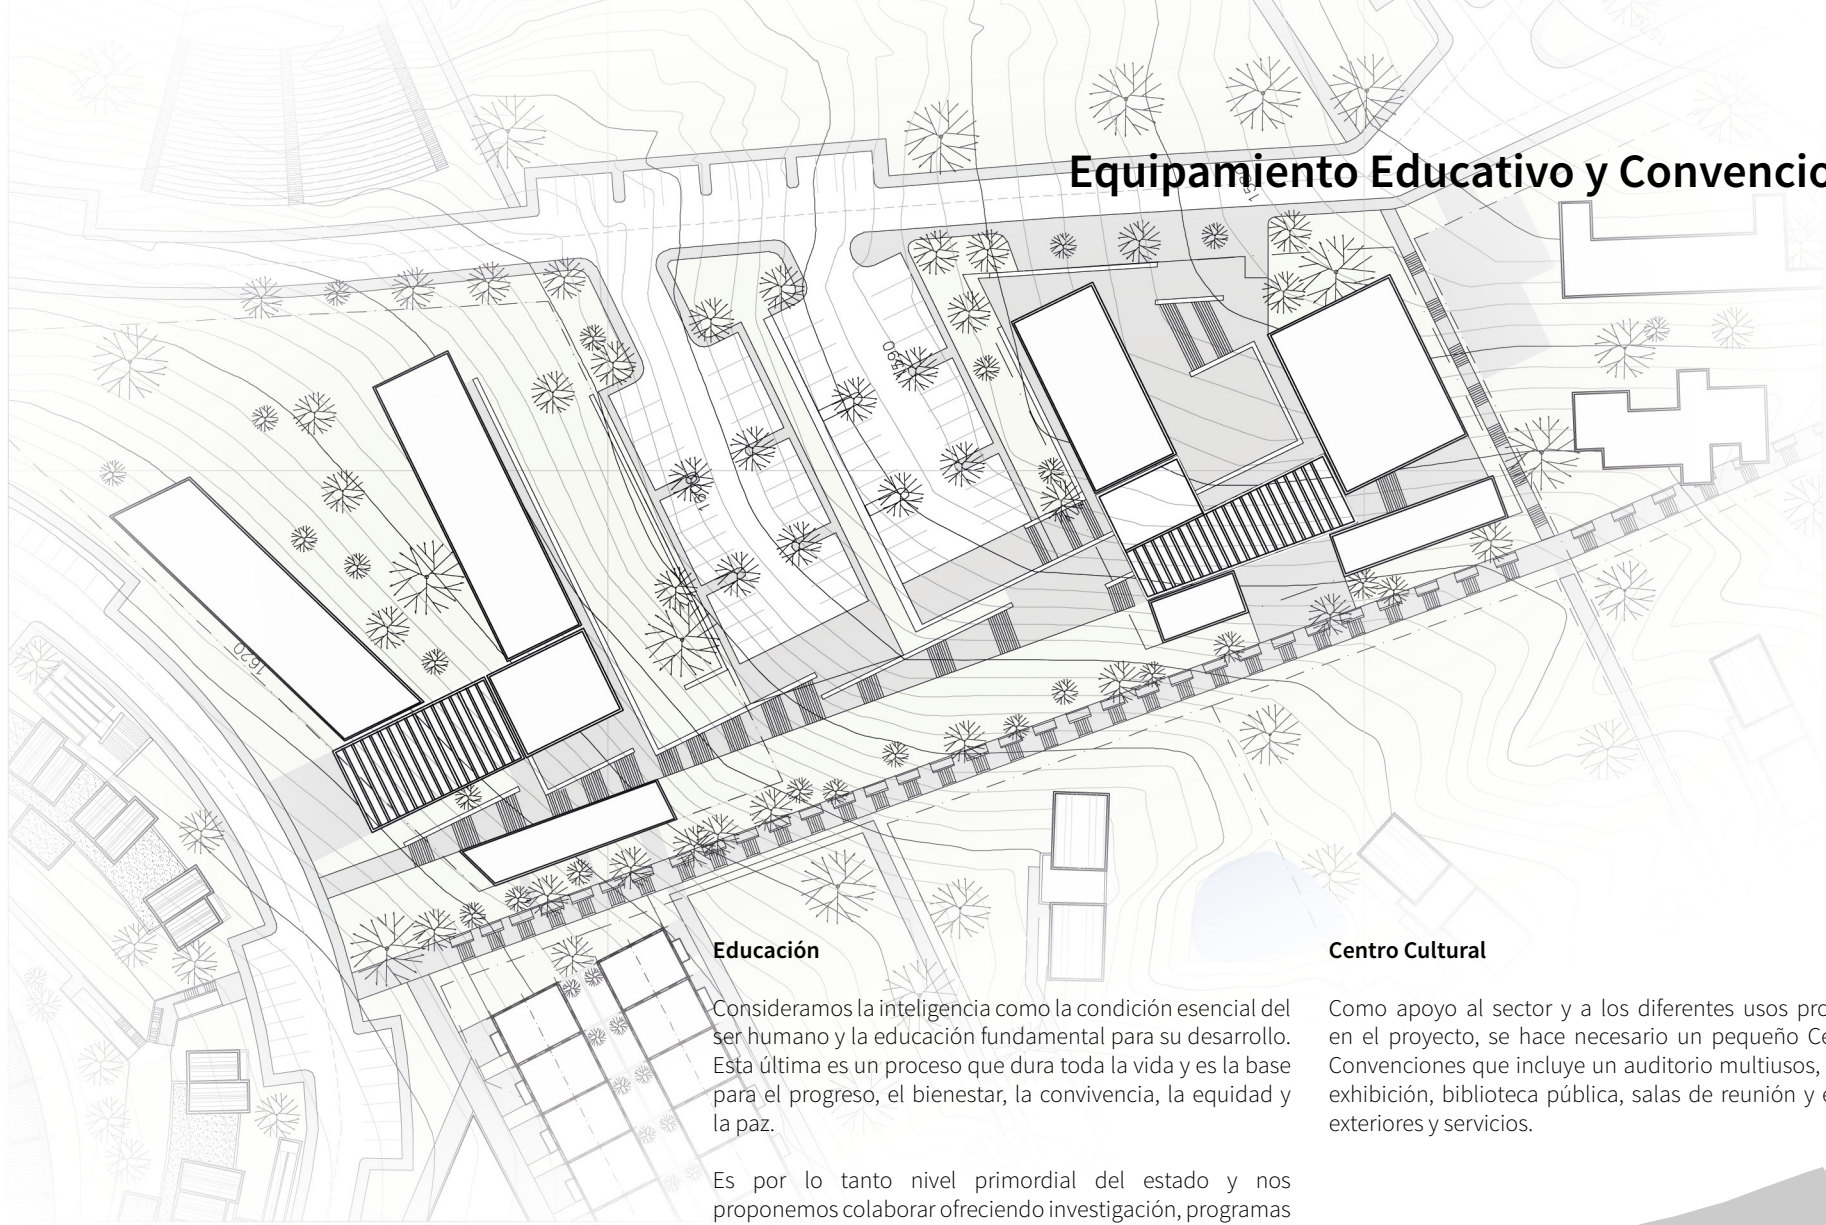 Equipamiento Educativo y Convencio
1590
1620
Educación
Consideramos la inteligencia como la condición esencial del
ser humano y la educación fundamental para su desarrollo.
Esta última es un proceso que dura toda la vida y es la base
para el progreso, el bienestar, la convivencia, la equidad y
la paz.
Es por lo tanto nivel primordial del estado y nos
proponemos colaborar ofreciendo investigación, programas
Centro Cultural
Como apoyo al sector y a los diferentes usos pro
en el proyecto, se hace necesario un pequeño Ce
Convenciones que incluye un auditorio multiusos,
exhibición, biblioteca pública, salas de reunión y e
exteriores y servicios.